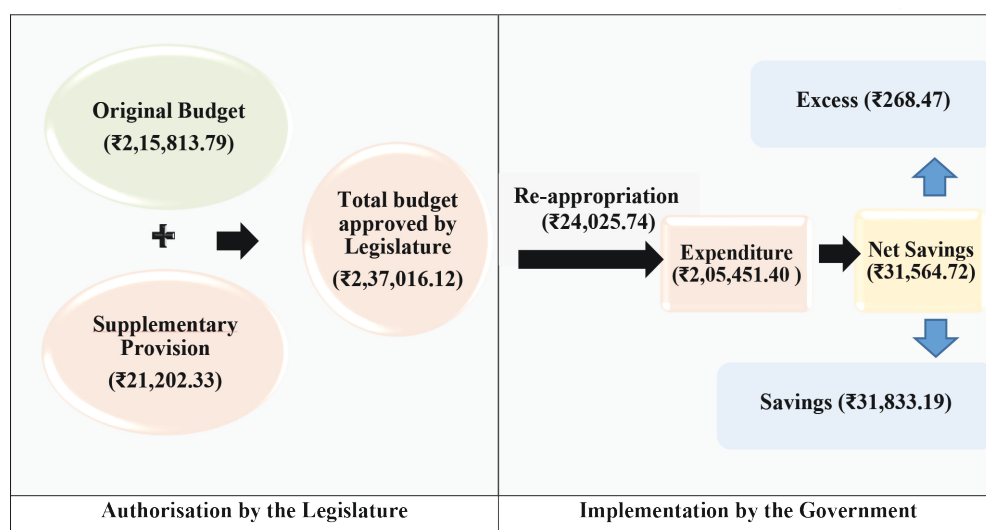 Original Budget
(₹2,15,813.79)
+
Supplementary
Provision
(₹21,202.33)
Total budget
approved by
Legislature
(₹2,37,016.12)
Re-appropriation
(₹24,025.74)
Expenditure
(₹2,05,451.40 )
Excess (₹268.47)
Net Savings
(₹31,564.72)
Savings (₹31,833.19)
Authorisation by the Legislature
Implementation by the Government